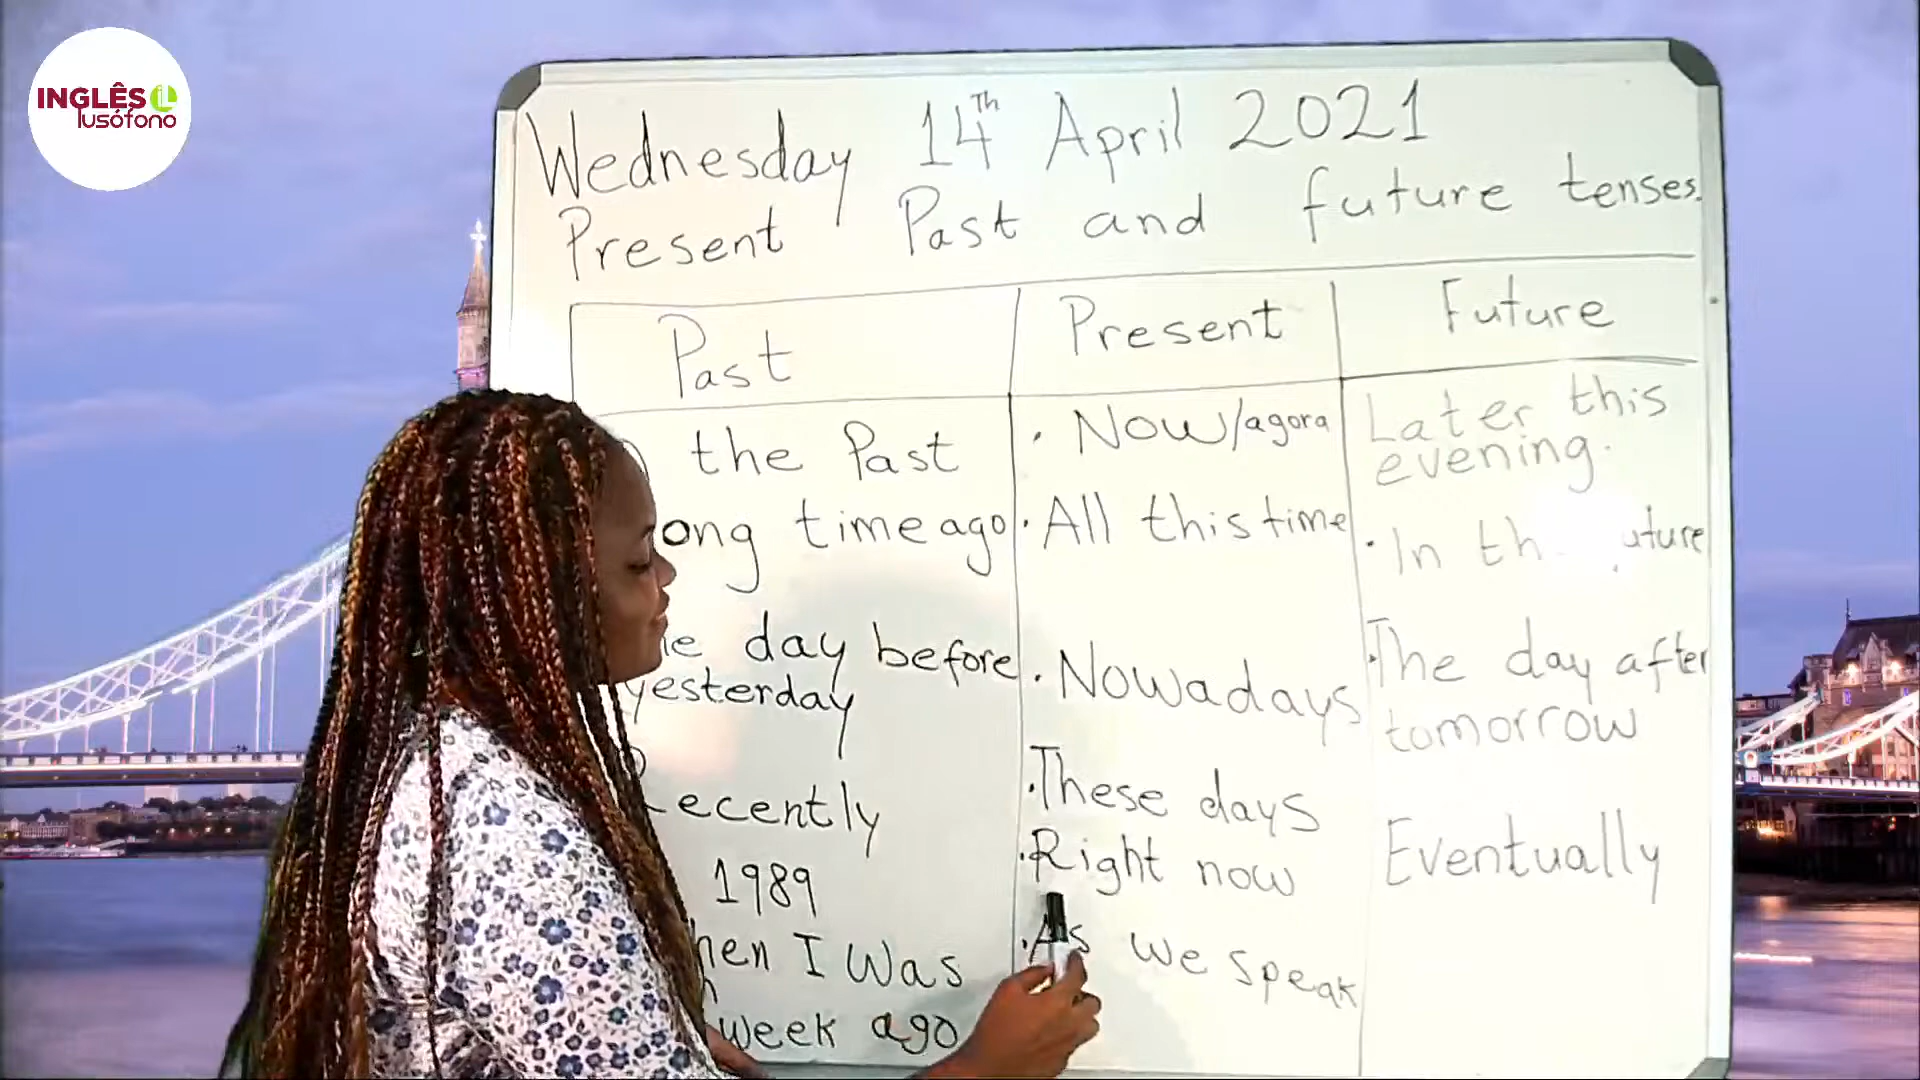 INGLÊS
lusófono
Wednesday 14th April 2021
Present Past and future tenses.
Past
Present
Future
the Past
time ago
day before
yesterday
Recently
1989
I Was
week ago
· Now/agora
· All this time
· Nowadays
· These days
· Right now
· As we speak
Later this
evening.
· In
· The day after
tomorrow
Eventually